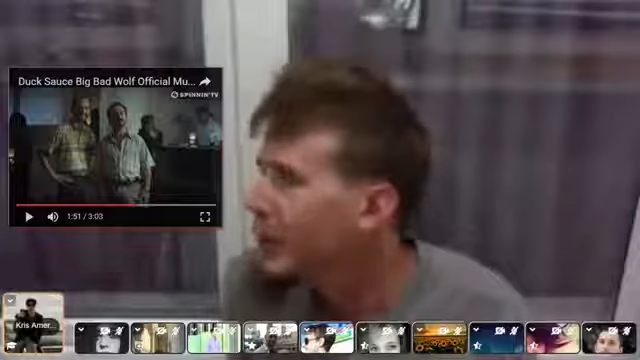 Duck Sauce Big Bad Wolf Official Mu...
SPINNIN'TV
1:51 / 3:03
Kris Amer...